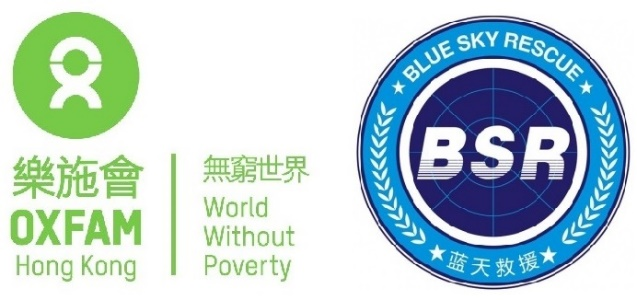 樂施會
OXFAM
Hong Kong
無窮世界
World
Without
Poverty
BLUE SKY RESCUE
BSR
蓝天救援